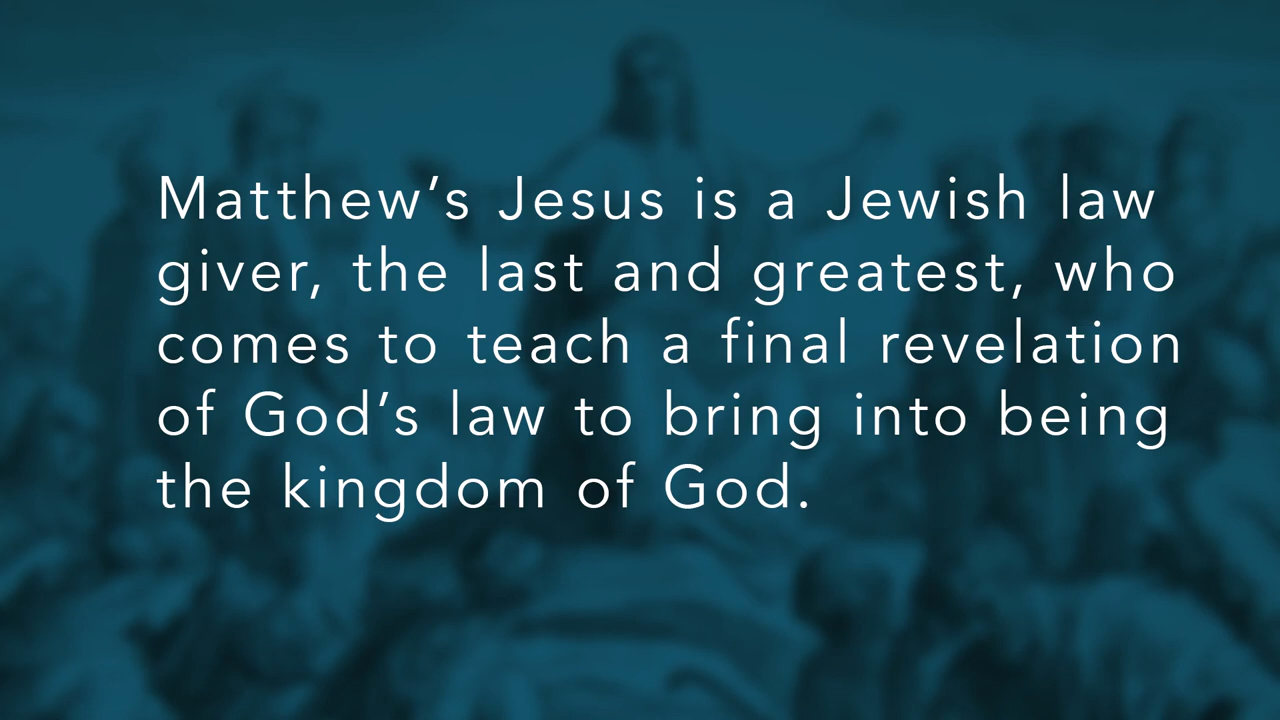 Matthew’s Jesus is a Jewish law
giver, the last and greatest, who
comes to teach a final revelation
of God’s law to bring into being
the kingdom of God.